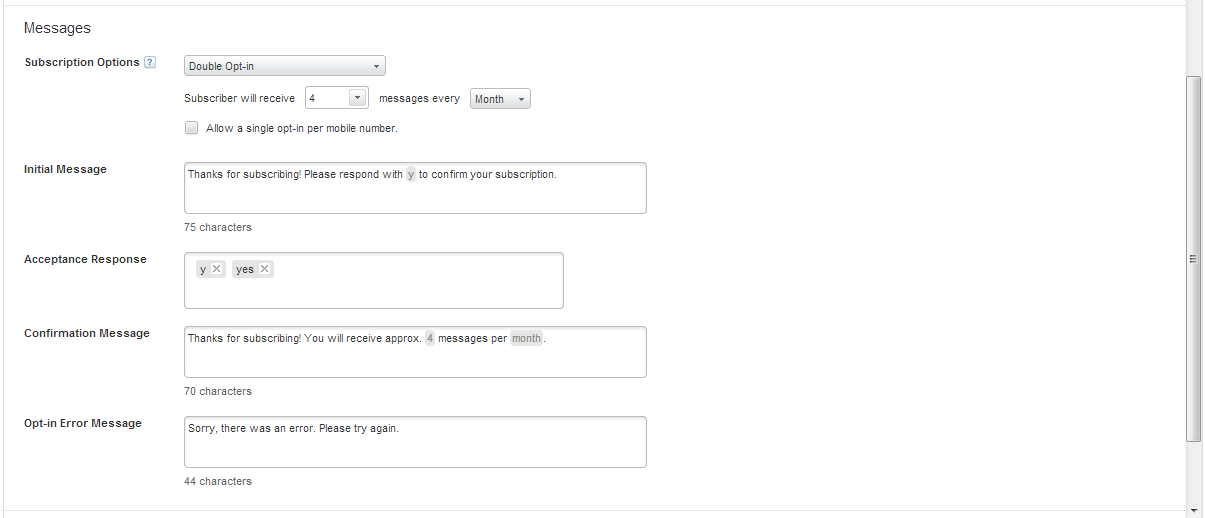 Messages
Subscription Options ?
Double Opt-in
Subscriber will receive 4 messages every Month
Allow a single opt-in per mobile number.
Initial Message
Thanks for subscribing! Please respond with y to confirm your subscription.
75 characters
Acceptance Response
y yes
Confirmation Message
Thanks for subscribing! You will receive approx. 4 messages per month.
70 characters
Opt-in Error Message
Sorry, there was an error. Please try again.
44 characters